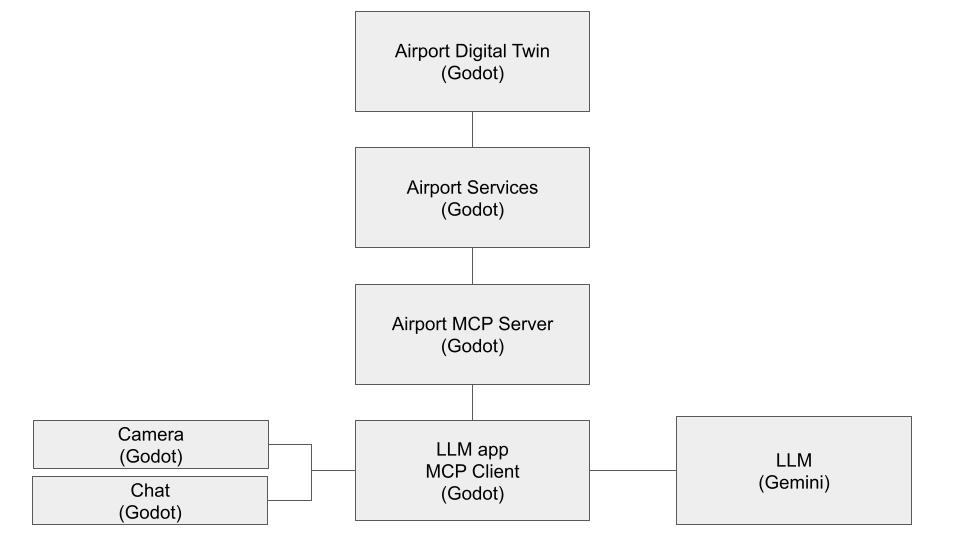 Airport Digital Twin
(Godot)
Airport Services
(Godot)
Airport MCP Server
(Godot)
Camera
(Godot)
Chat
(Godot)
LLM app
MCP Client
(Godot)
LLM
(Gemini)